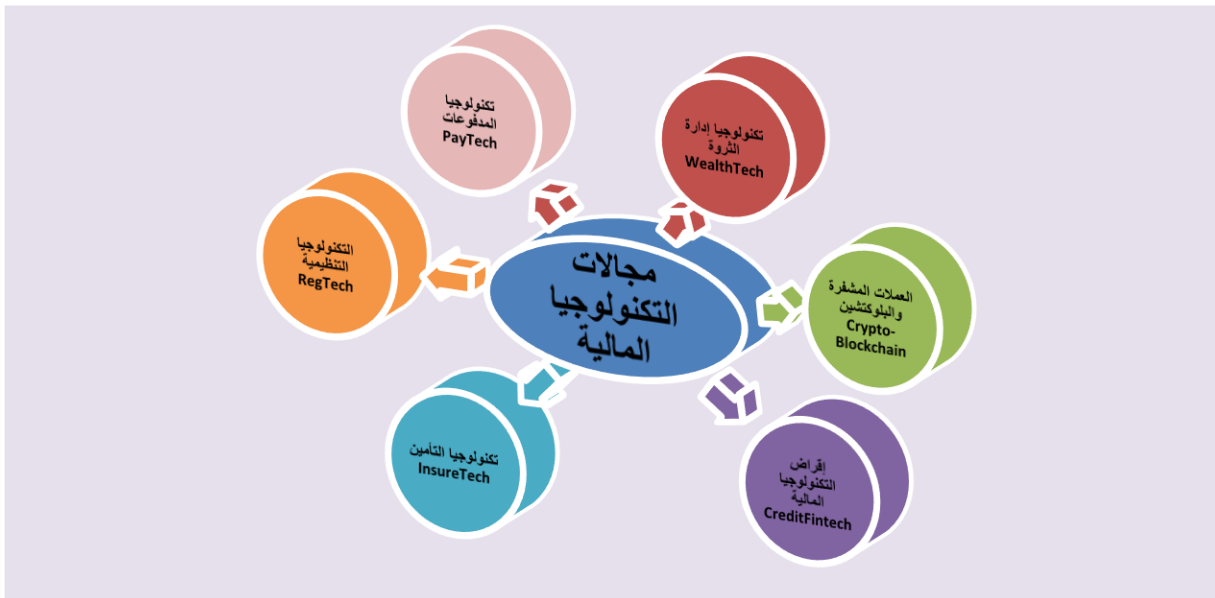 مجالات
التكنولوجيا
المالية
تكنولوجيا إدارة
الثروة
WealthTech
العملات المشفرة
والبلوكتشين
Crypto-
Blockchain
إقراض
التكنولوجيا
المالية
CreditFintech
تكنولوجيا التأمين
InsureTech
التكنولوجيا
التنظيمية
RegTech
تكنولوجيا
المدفوعات
PayTech